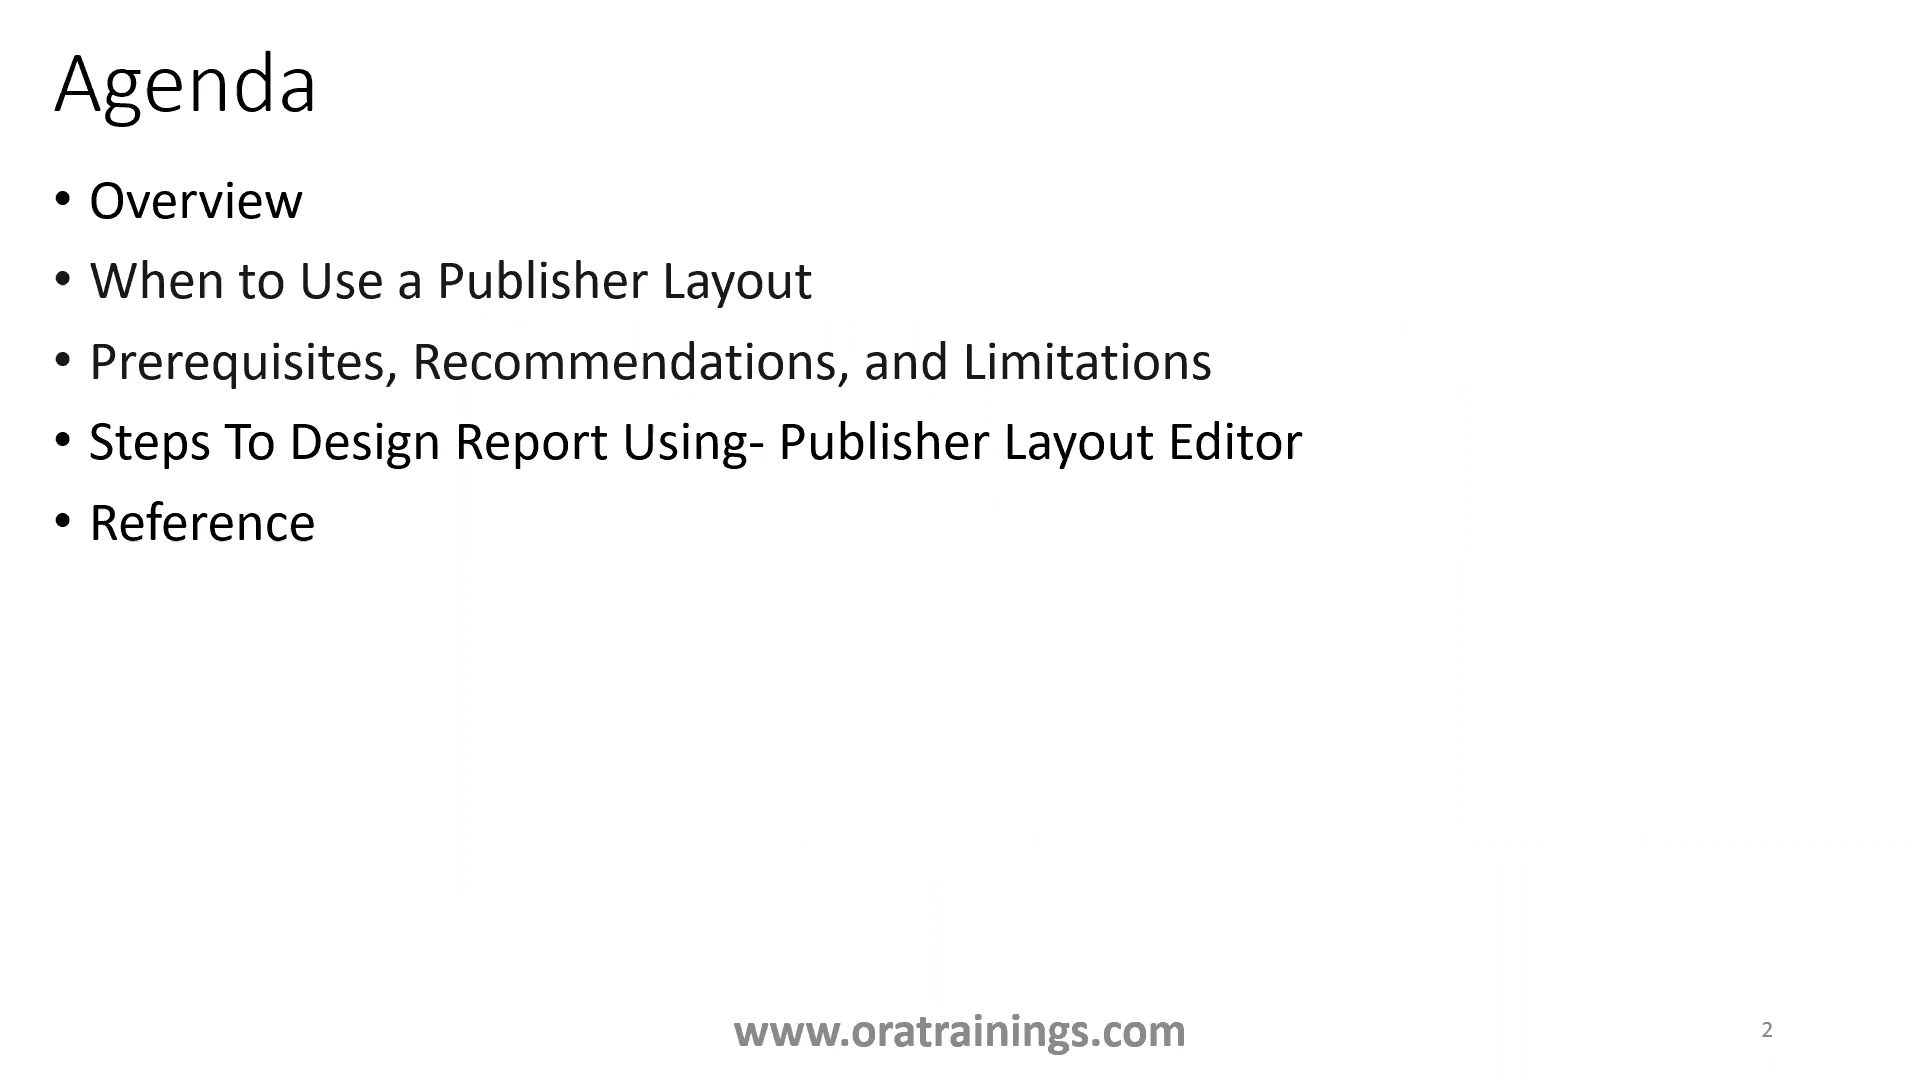 Agenda
• Overview
• When to Use a Publisher Layout
• Prerequisites, Recommendations, and Limitations
• Steps To Design Report Using- Publisher Layout Editor
• Reference
www.oratrainings.com
2